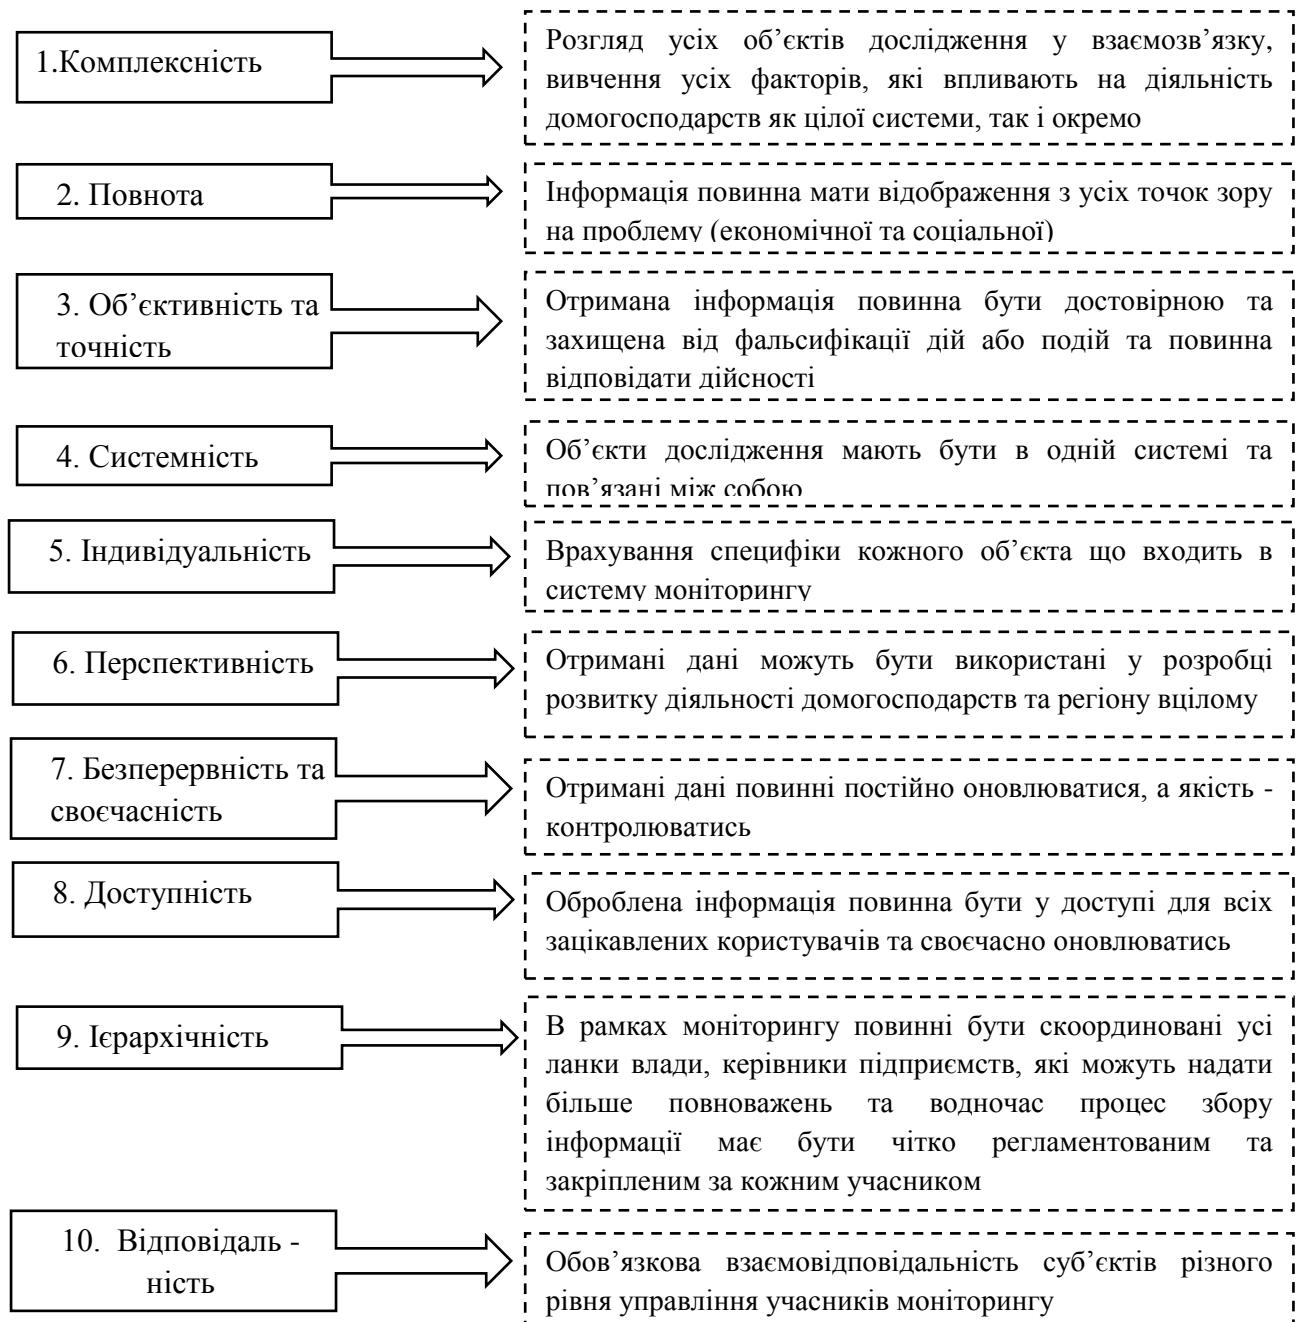 1.Комплексність
Розгляд усіх об’єктів дослідження у взаємозв’язку,
вивчення усіх факторів, які впливають на діяльність
домогосподарств як цілої системи, так і окремо
2. Повнота
Інформація повинна мати відображення з усіх точок зору
на проблему (економічної та соціальної)
3. Об’єктивність та
точність
Отримана інформація повинна бути достовірною та
захищена від фальсифікації дій або подій та повинна
відповідати дійсності
4. Системність
Об’єкти дослідження мають бути в одній системі та
пов’язані між собою
5. Індивідуальність
Врахування специфіки кожного об’єкта що входить в
систему моніторингу
6. Перспективність
Отримані дані можуть бути використані у розробці
розвитку діяльності домогосподарств та регіону вцілому
7. Безперервність та
своєчасність
Отримані дані повинні постійно оновлюватися, а якість -
контролюватись
8. Доступність
Оброблена інформація повинна бути у доступі для всіх
зацікавлених користувачів та своєчасно оновлюватись
9. Ієрархічність
В рамках моніторингу повинні бути скоординовані усі
ланки влади, керівники підприємств, які можуть надати
більше повноважень та водночас процес збору
інформації має бути чітко регламентованим та
закріпленим за кожним учасником
10. Відповідаль -
ність
Обов’язкова взаємовідповідальність суб’єктів різного
рівня управління учасників моніторингу